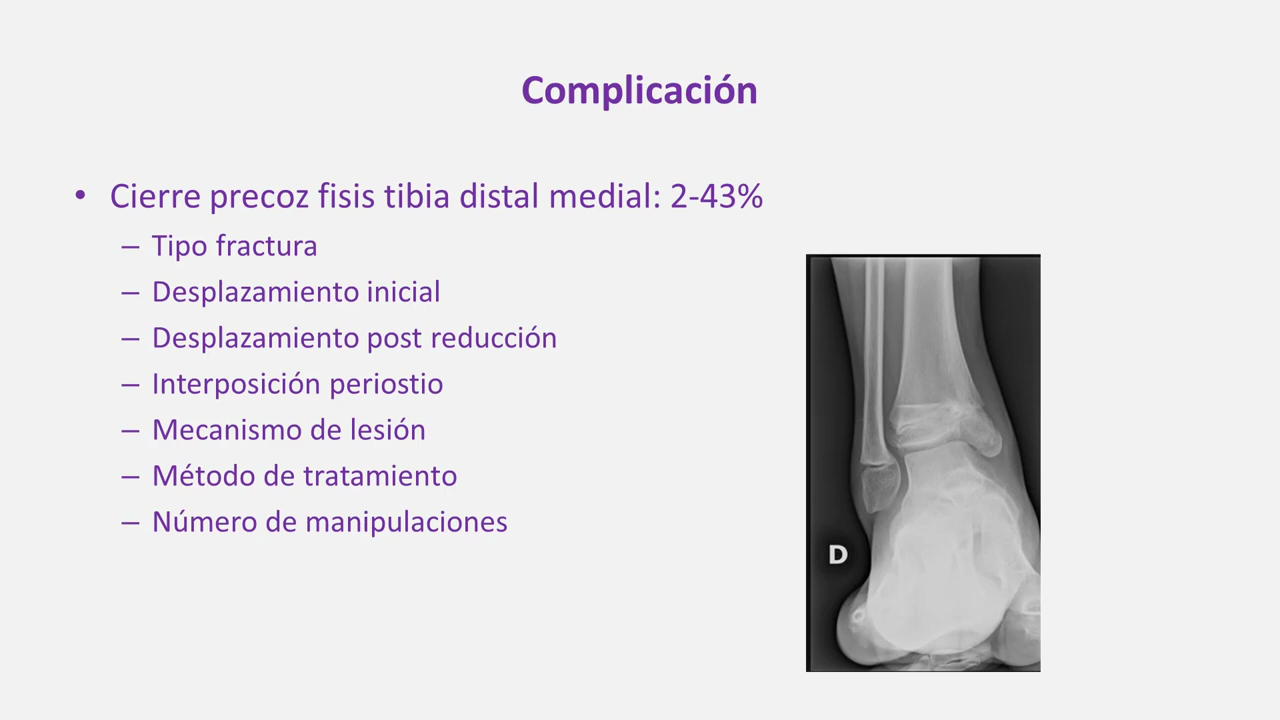 Complicación
• Cierre precoz fisis tibia distal medial: 2-43%
– Tipo fractura
– Desplazamiento inicial
– Desplazamiento post reducción
– Interposición periostio
– Mecanismo de lesión
– Método de tratamiento
– Número de manipulaciones
D